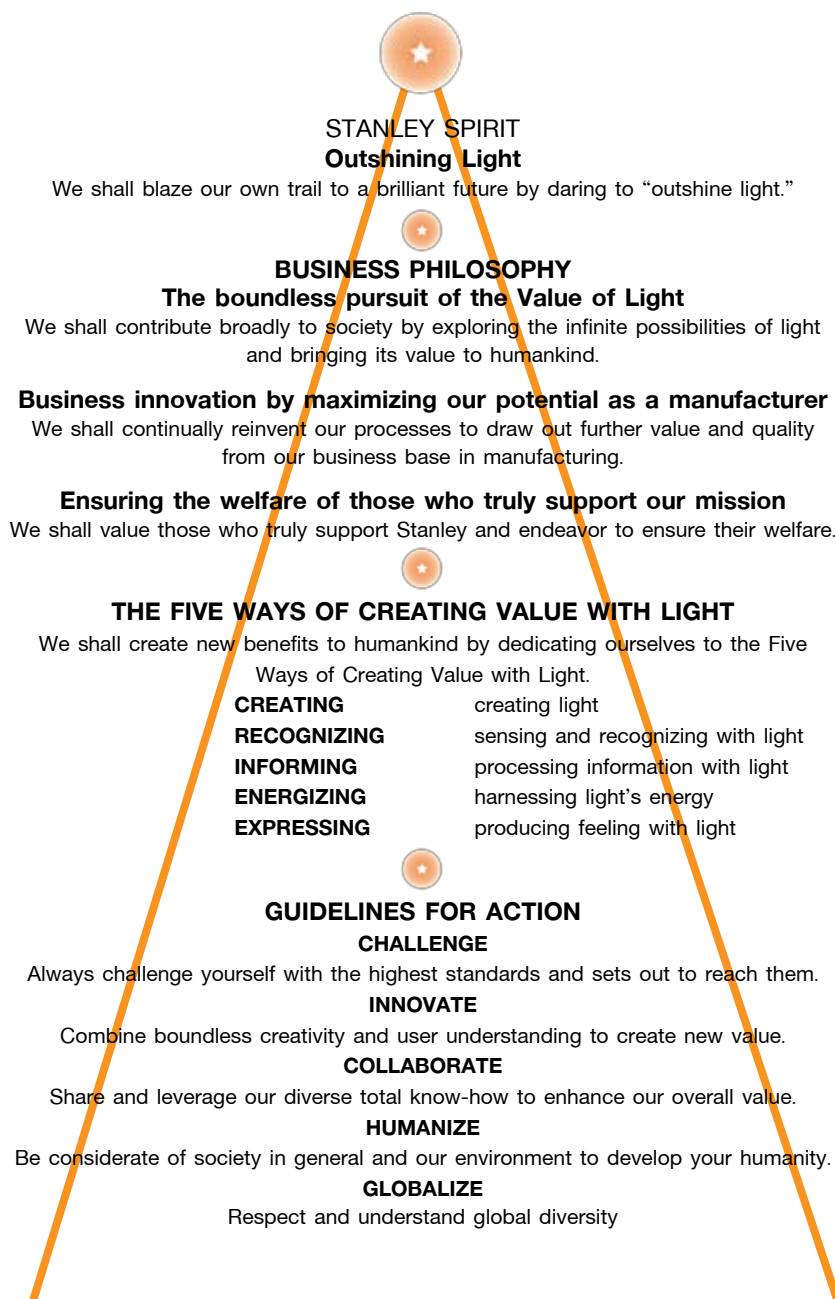 STANLEY SPIRIT
Outshining Light
We shall blaze our own trail to a brilliant future by daring to “outshine light.”
BUSINESS PHILOSOPHY
The boundless pursuit of the Value of Light
We shall contribute broadly to society by exploring the infinite possibilities of light
and bringing its value to humankind.
Business innovation by maximizing our potential as a manufacturer
We shall continually reinvent our processes to draw out further value and quality
from our business base in manufacturing.
Ensuring the welfare of those who truly support our mission
We shall value those who truly support Stanley and endeavor to ensure their welfare.
THE FIVE WAYS OF CREATING VALUE WITH LIGHT
We shall create new benefits to humankind by dedicating ourselves to the Five
Ways of Creating Value with Light.
CREATING creating light
RECOGNIZING sensing and recognizing with light
INFORMING processing information with light
ENERGIZING harnessing light’s energy
EXPRESSING producing feeling with light
GUIDELINES FOR ACTION
CHALLENGE
Always challenge yourself with the highest standards and sets out to reach them.
INNOVATE
Combine boundless creativity and user understanding to create new value.
COLLABORATE
Share and leverage our diverse total know-how to enhance our overall value.
HUMANIZE
Be considerate of society in general and our environment to develop your humanity.
GLOBALIZE
Respect and understand global diversity